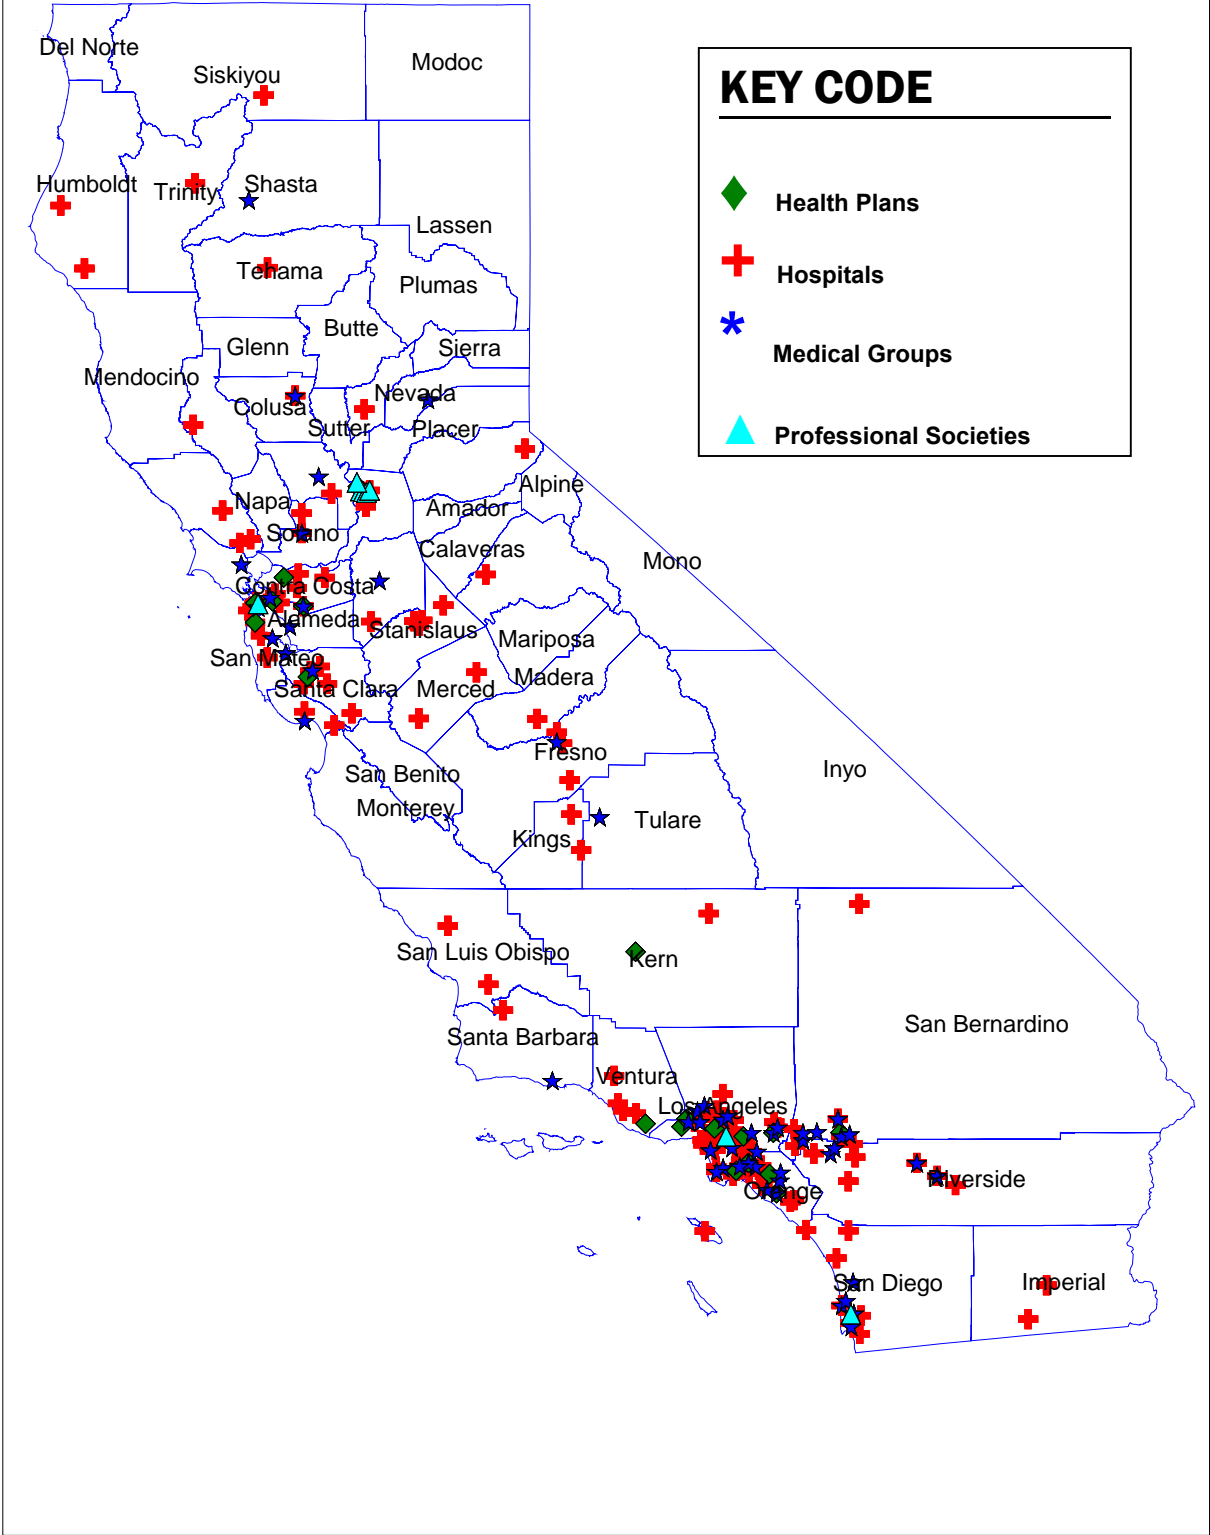 Del Norte
Modoc
Siskiyou
KEY CODE
Humboldt
Trinity
Shasta
Health Plans
Lassen
Tehama
Hospitals
Plumas
Butte
Glenn
Sierra
Medical Groups
Mendocino
Nevada
Colusa
Sutter
Placer
Professional Societies
Alpine
Napa
Amador
Solano
Calaveras
Mono
Contra Costa
Alameda
Stanislaus
Mariposa
San Mateo
Madera
Santa Clara
Merced
Fresno
Inyo
San Benito
Monterey
Tulare
Kings
San Luis Obispo
Kern
San Bernardino
Santa Barbara
Ventura
Los Angeles
Riverside
Orange
San Diego
Imperial